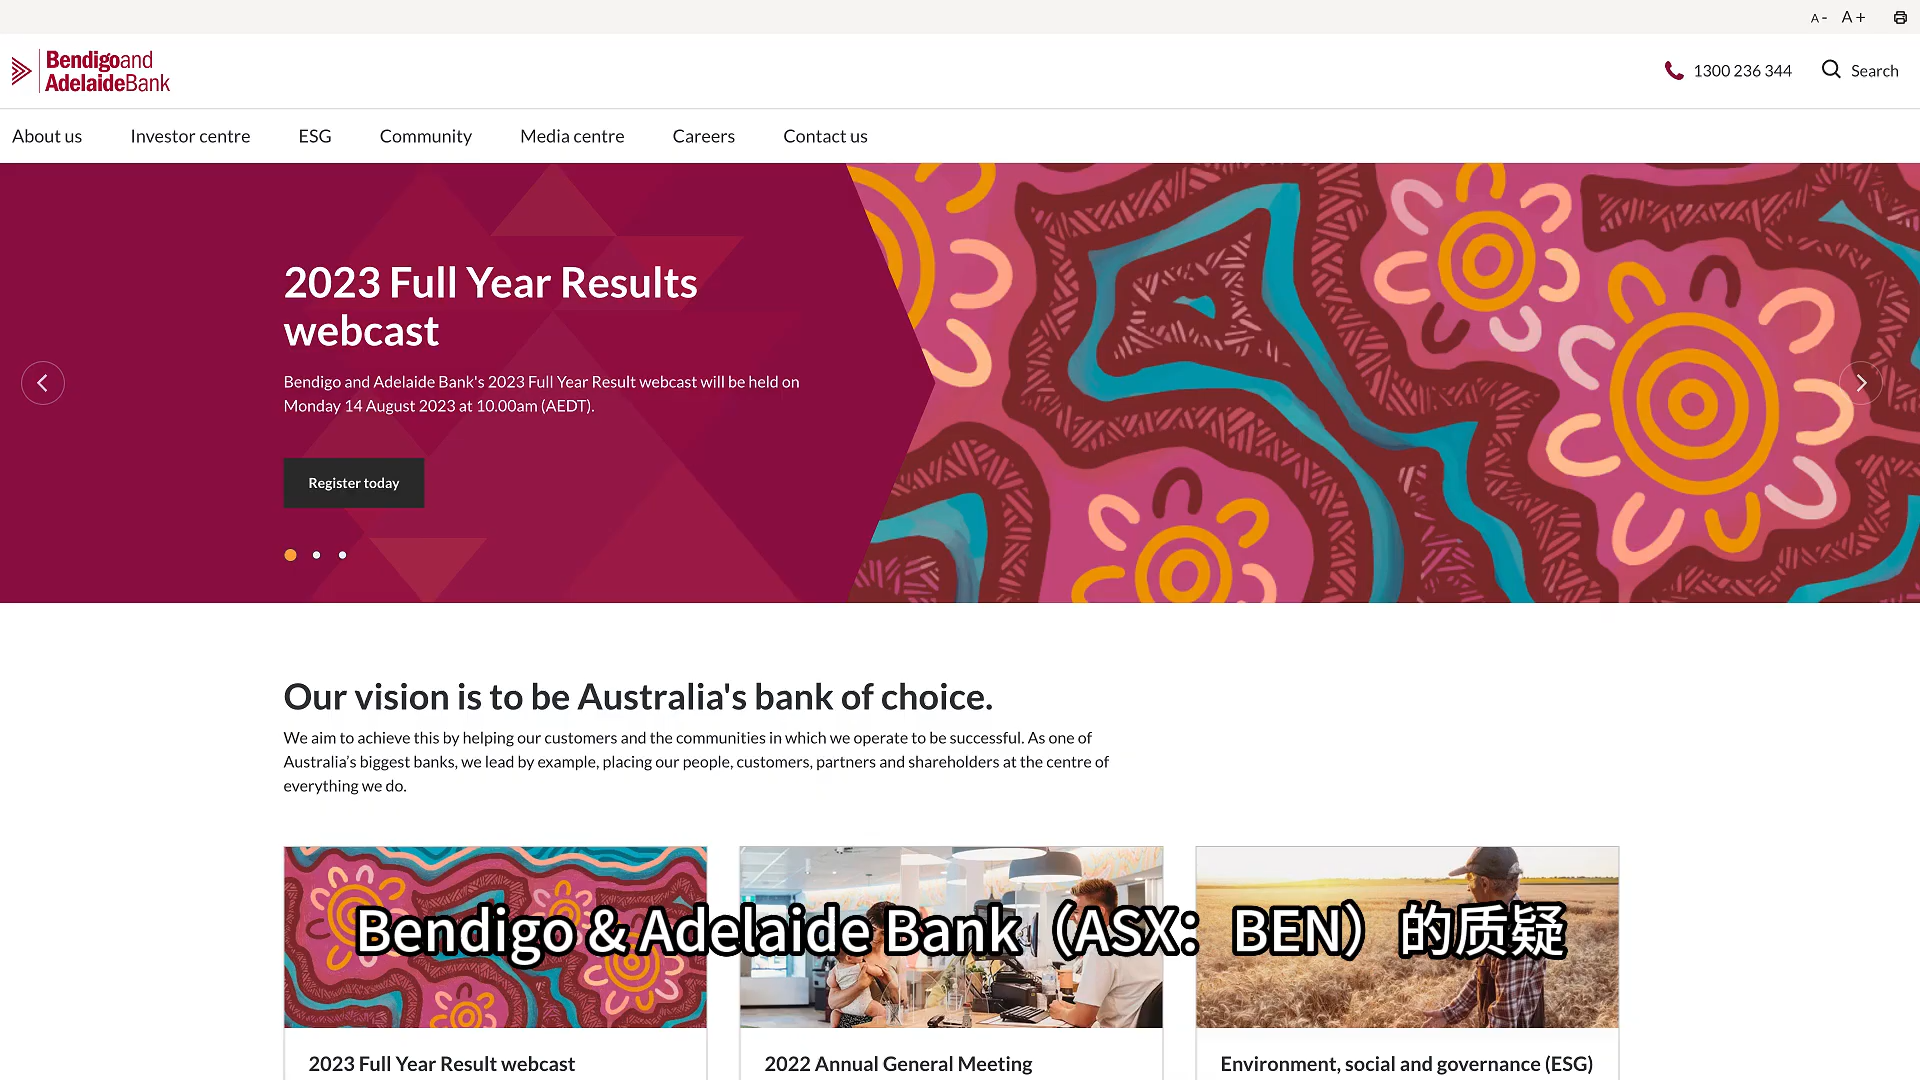 A - A +
Bendigoand
AdelaideBank
1300 236 344 Search
About us Investor centre ESG Community Media centre Careers Contact us
2023 Full Year Results
webcast
Bendigo and Adelaide Bank's 2023 Full Year Result webcast will be held on
Monday 14 August 2023 at 10.00am (AEDT).
Register today
Our vision is to be Australia's bank of choice.
We aim to achieve this by helping our customers and the communities in which we operate to be successful. As one of
Australia’s biggest banks, we lead by example, placing our people, customers, partners and shareholders at the centre of
everything we do.
Bendigo & Adelaide Bank（ASX：BEN）的质疑
2023 Full Year Result webcast
2022 Annual General Meeting
Environment, social and governance (ESG)